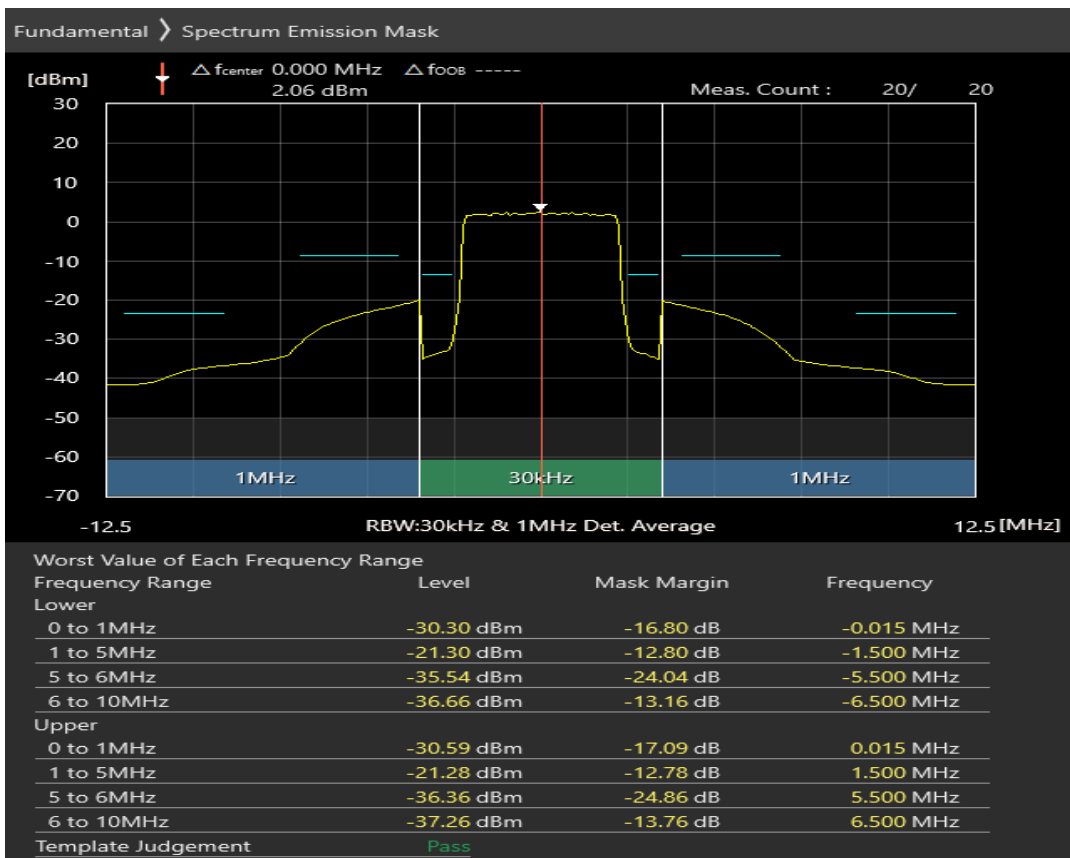 Fundamental 〉 Spectrum Emission Mask
[dBm] △ fcenter 0.000 MHz △ fOOB -----
2.06 dBm Meas. Count : 20/ 20
30
20
10
0
-10
-20
-30
-40
-50
-60
1MHz 30kHz 1MHz
-70
-12.5 RBW:30kHz & 1MHz Det. Average 12.5 [MHz]
Worst Value of Each Frequency Range
Frequency Range Level Mask Margin Frequency
Lower
0 to 1MHz -30.30 dBm -16.80 dB -0.015 MHz
1 to 5MHz -21.30 dBm -12.80 dB -1.500 MHz
5 to 6MHz -35.54 dBm -24.04 dB -5.500 MHz
6 to 10MHz -36.66 dBm -13.16 dB -6.500 MHz
Upper
0 to 1MHz -30.59 dBm -17.09 dB 0.015 MHz
1 to 5MHz -21.28 dBm -12.78 dB 1.500 MHz
5 to 6MHz -36.36 dBm -24.86 dB 5.500 MHz
6 to 10MHz -37.26 dBm -13.76 dB 6.500 MHz
Template Judgement Pass